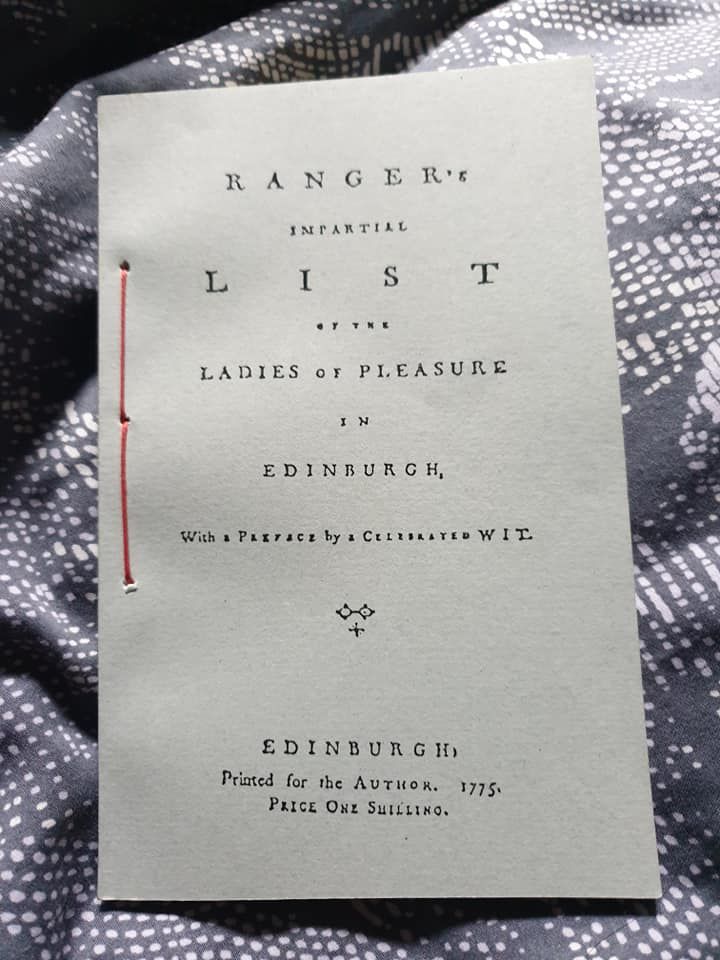 RANGER's
IMPARTIAL
LIST
OF THE
LADIES OF PLEASURE
IN
EDINBURGH,
With a PREFACE by a CELEBRATED WIT.
EDINBURGH,
Printed for the AUTHOR. 1775.
PRICE ONE SHILLING.